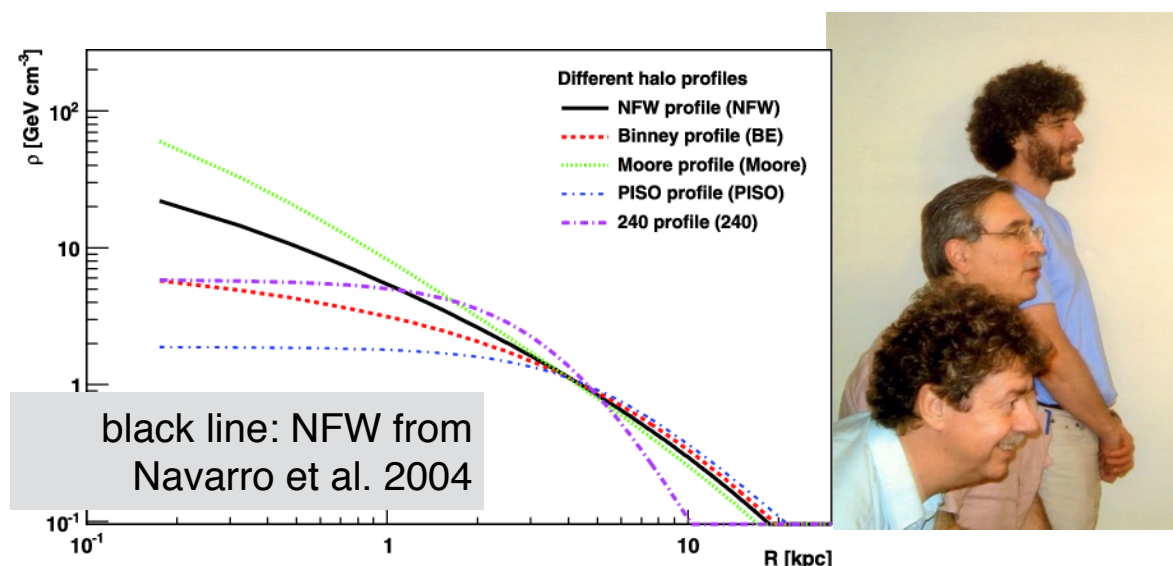 Different halo profiles
NFW profile (NFW)
Binney profile (BE)
Moore profile (Moore)
PISO profile (PISO)
240 profile (240)
ρ [GeV cm⁻³]
10²
10
1
10⁻¹
10⁻¹
1
10
R [kpc]
black line: NFW from
Navarro et al. 2004